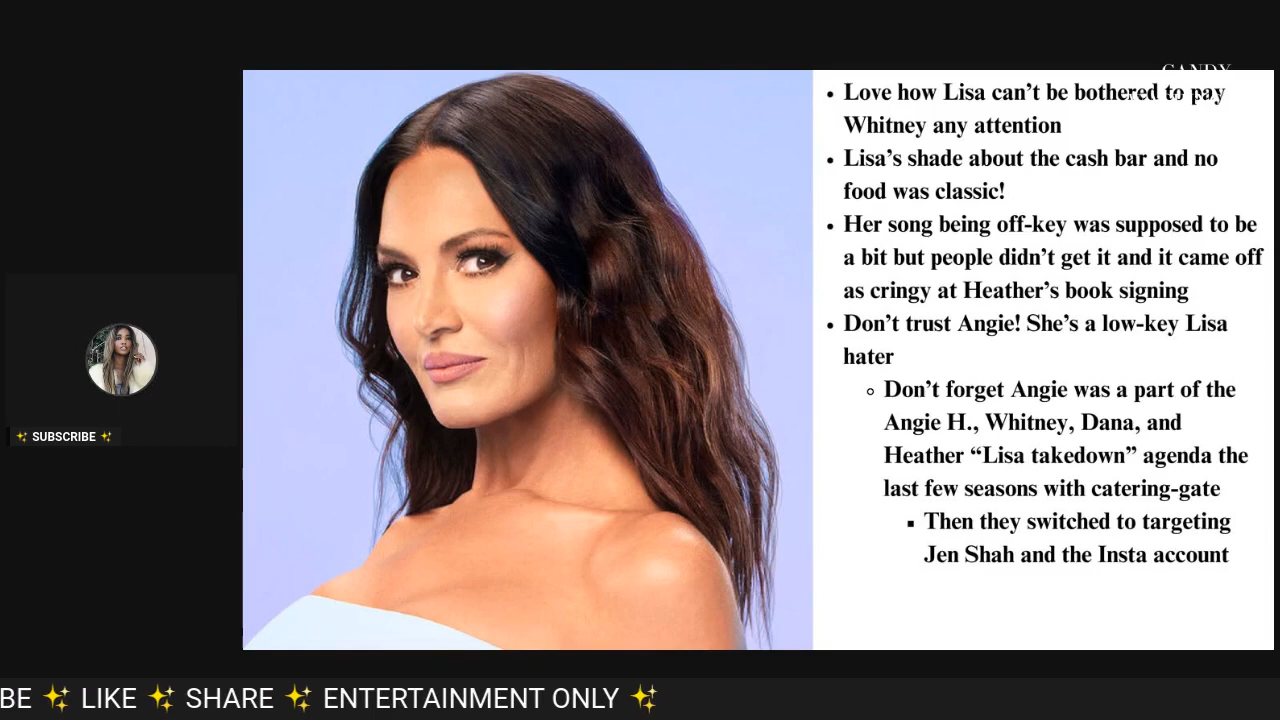 CANDY
• Love how Lisa can’t be bothered to pay
Whitney any attention
• Lisa’s shade about the cash bar and no
food was classic!
• Her song being off-key was supposed to be
a bit but people didn’t get it and it came off
as cringy at Heather’s book signing
• Don’t trust Angie! She’s a low-key Lisa
hater
◦ Don’t forget Angie was a part of the
Angie H., Whitney, Dana, and
Heather “Lisa takedown” agenda the
last few seasons with catering-gate
▪ Then they switched to targeting
Jen Shah and the Insta account
✨ SUBSCRIBE ✨
BE ✨ LIKE ✨ SHARE ✨ ENTERTAINMENT ONLY ✨